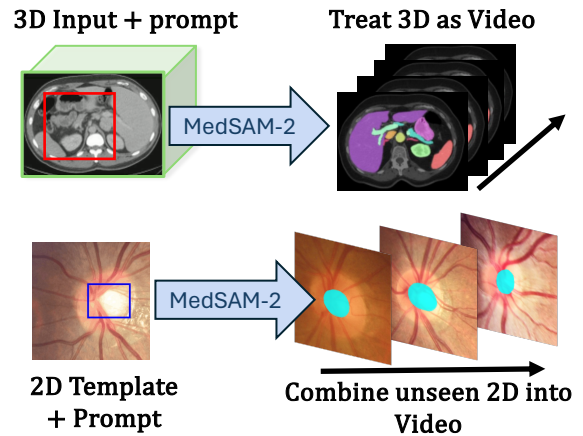 3D Input + prompt
Treat 3D as Video
MedSAM-2
MedSAM-2
2D Template
+ Prompt
Combine unseen 2D into
Video